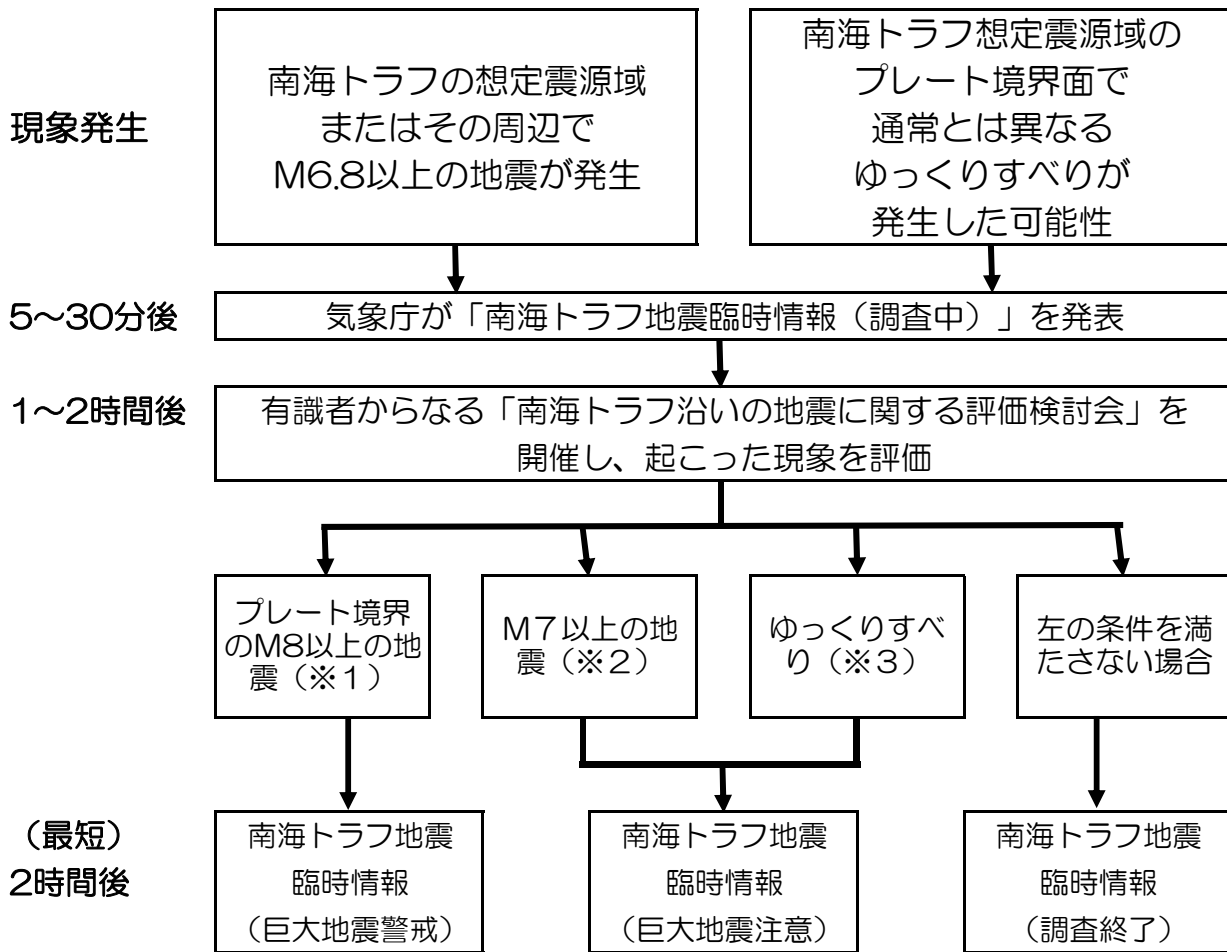 現象発生
南海トラフの想定震源域
またはその周辺で
M6.8以上の地震が発生
南海トラフ想定震源域の
プレート境界面で
通常とは異なる
ゆっくりすべりが
発生した可能性
5～30分後
気象庁が「南海トラフ地震臨時情報（調査中）」を発表
1～2時間後
有識者からなる「南海トラフ沿いの地震に関する評価検討会」を
開催し、起こった現象を評価
プレート境界
のM8以上の地
震（※１）
M７以上の地
震（※２）
ゆっくりすべ
り（※３）
左の条件を満
たさない場合
（最短）
2時間後
南海トラフ地震
臨時情報
（巨大地震警戒）
南海トラフ地震
臨時情報
（巨大地震注意）
南海トラフ地震
臨時情報
（調査終了）